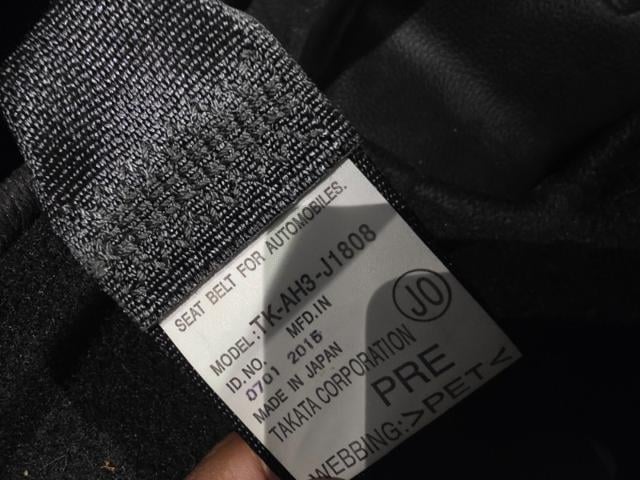 SEAT BELT FOR AUTOMOBILES.
MODEL:TK-AH3-J1808
ID.NO. MFD.IN
0701 2015
MADE IN JAPAN
TAKATA CORPORATION
JO
PRE
WEBBING:>PET<